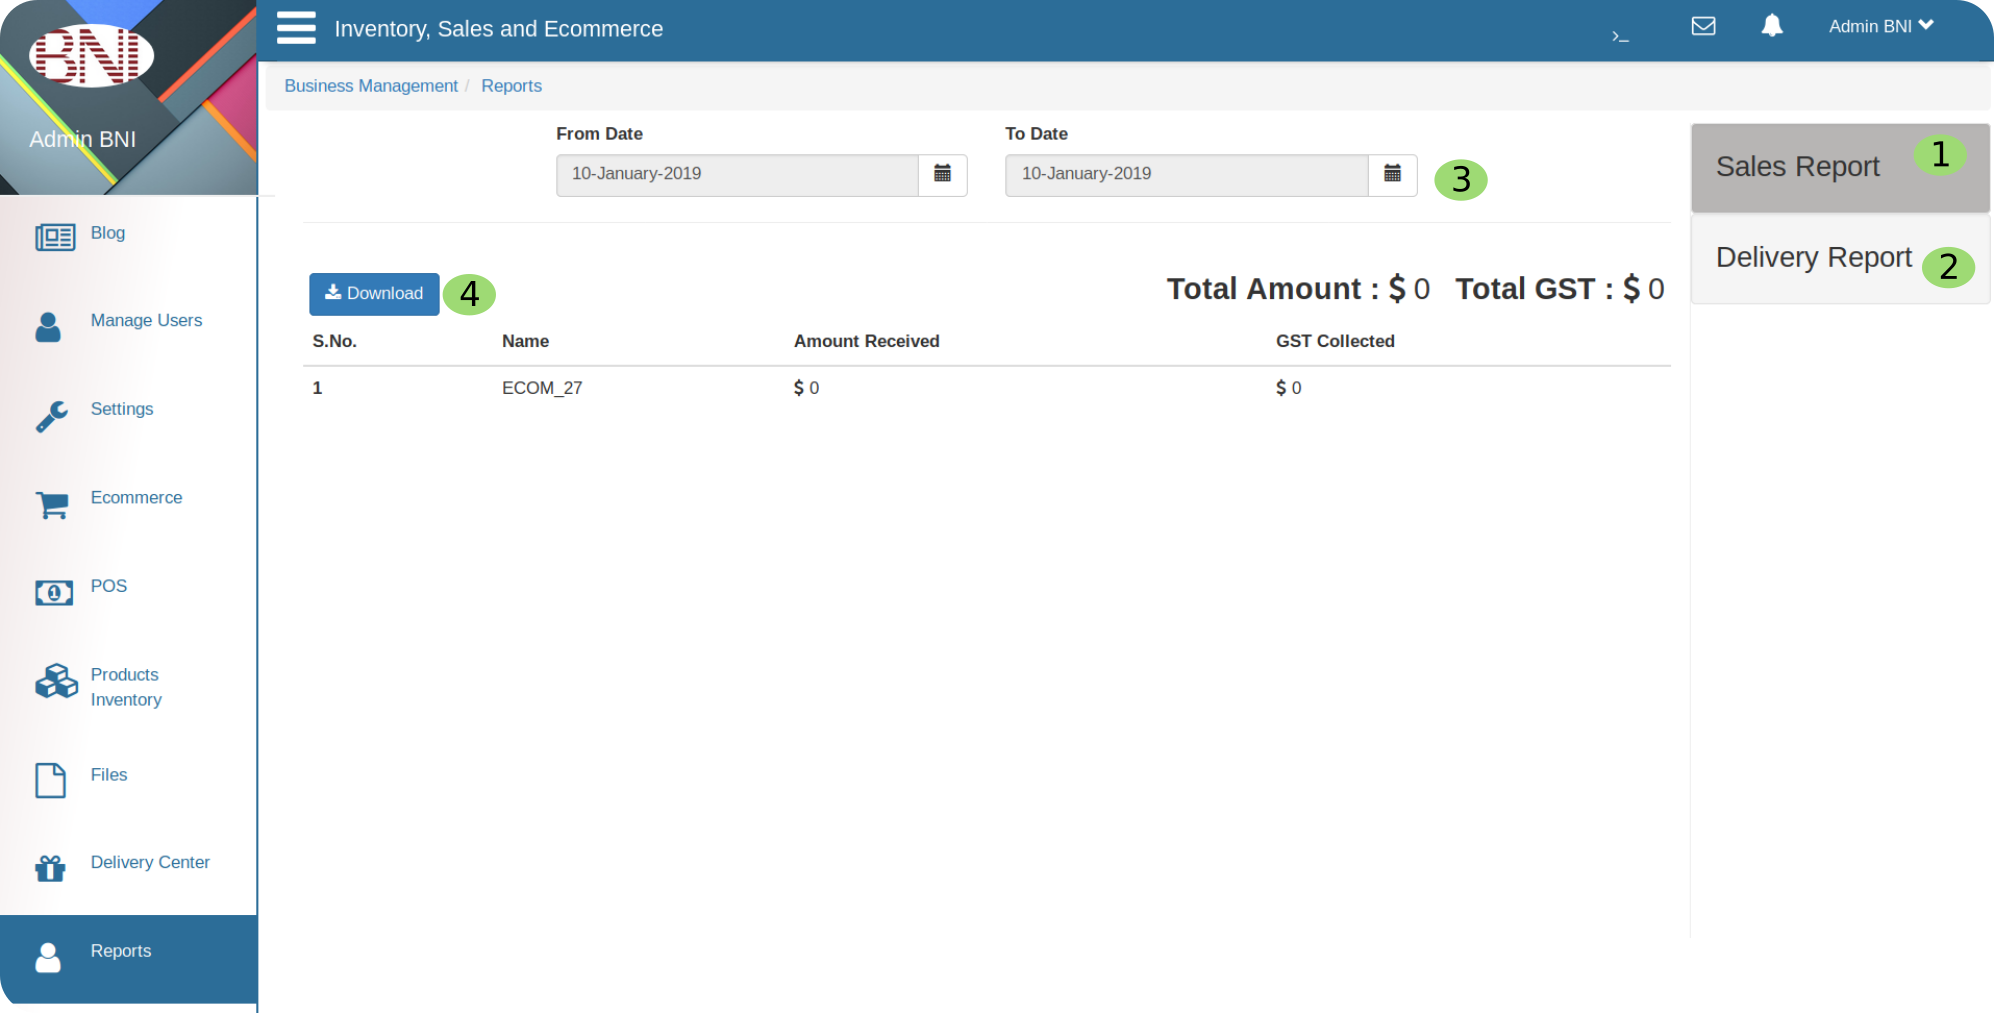 BNI
Admin BNI
Inventory, Sales and Ecommerce
>_
Admin BNI
Business Management / Reports
From Date
To Date
10-January-2019
10-January-2019
3
Sales Report 1
Delivery Report 2
Download 4
Total Amount : $ 0 Total GST : $ 0
S.No. Name Amount Received GST Collected
1 ECOM_27 $ 0 $ 0
Blog
Manage Users
Settings
Ecommerce
POS
Products
Inventory
Files
Delivery Center
Reports